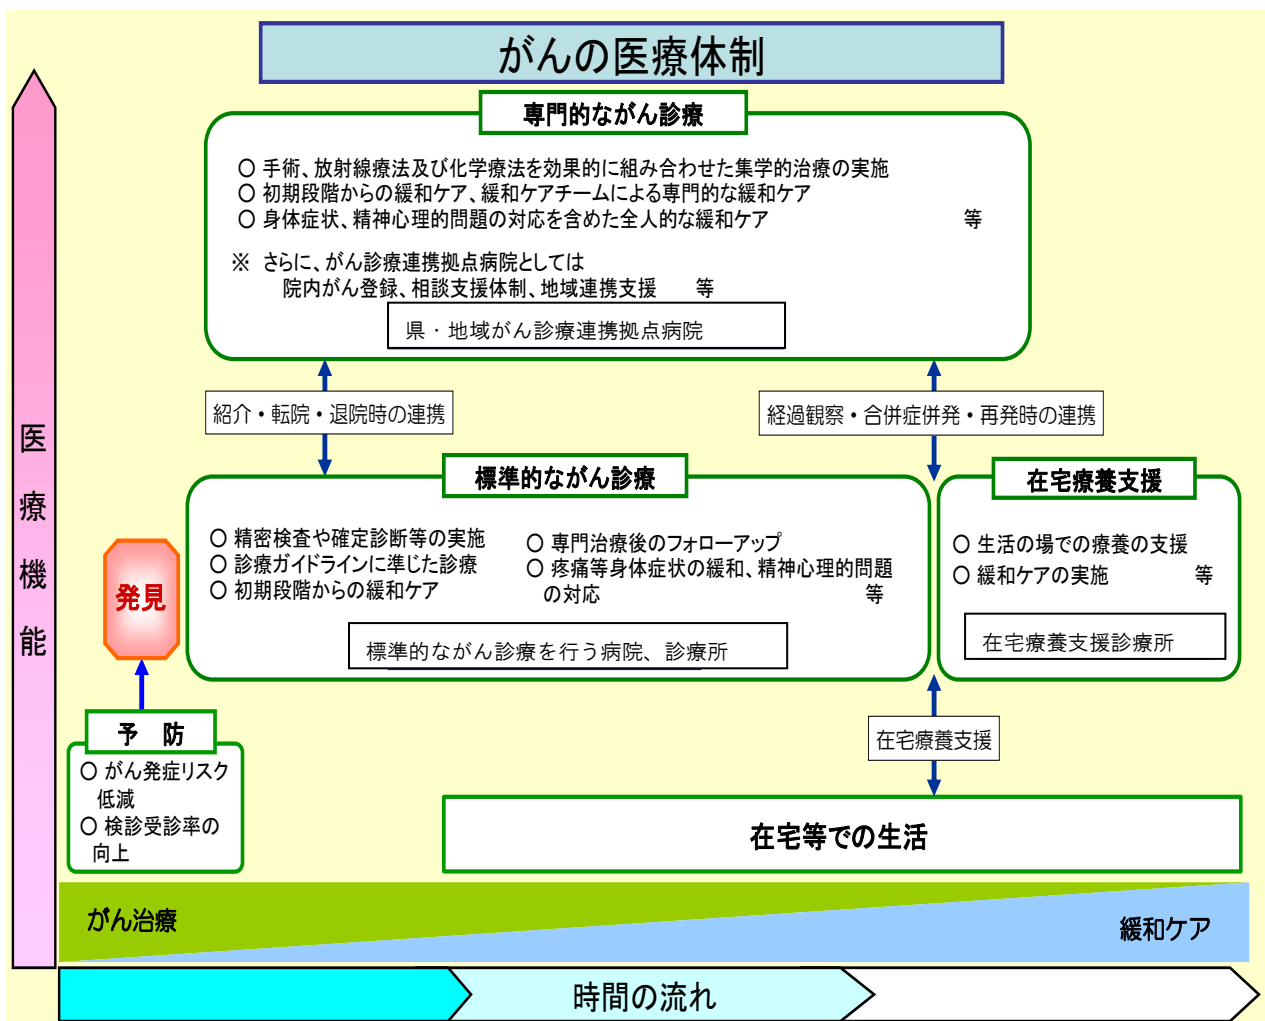 がんの医療体制
専門的ながん診療
○ 手術、放射線療法及び化学療法を効果的に組み合わせた集学的治療の実施
○ 初期段階からの緩和ケア、緩和ケアチームによる専門的な緩和ケア
○ 身体症状、精神心理的問題の対応を含めた全人的な緩和ケア 等
※ さらに、がん診療連携拠点病院としては
院内がん登録、相談支援体制、地域連携支援 等
県・地域がん診療連携拠点病院
紹介・転院・退院時の連携
経過観察・合併症併発・再発時の連携
医療機能
標準的ながん診療
○ 精密検査や確定診断等の実施
○ 診療ガイドラインに準じた診療
○ 初期段階からの緩和ケア
○ 専門治療後のフォローアップ
○ 疼痛等身体症状の緩和、精神心理的問題
の対応 等
標準的ながん診療を行う病院、診療所
在宅療養支援
○ 生活の場での療養の支援
○ 緩和ケアの実施 等
在宅療養支援診療所
発見
予 防
○ がん発症リスク
低減
○ 検診受診率の
向上
在宅療養支援
在宅等での生活
がん治療
緩和ケア
時間の流れ